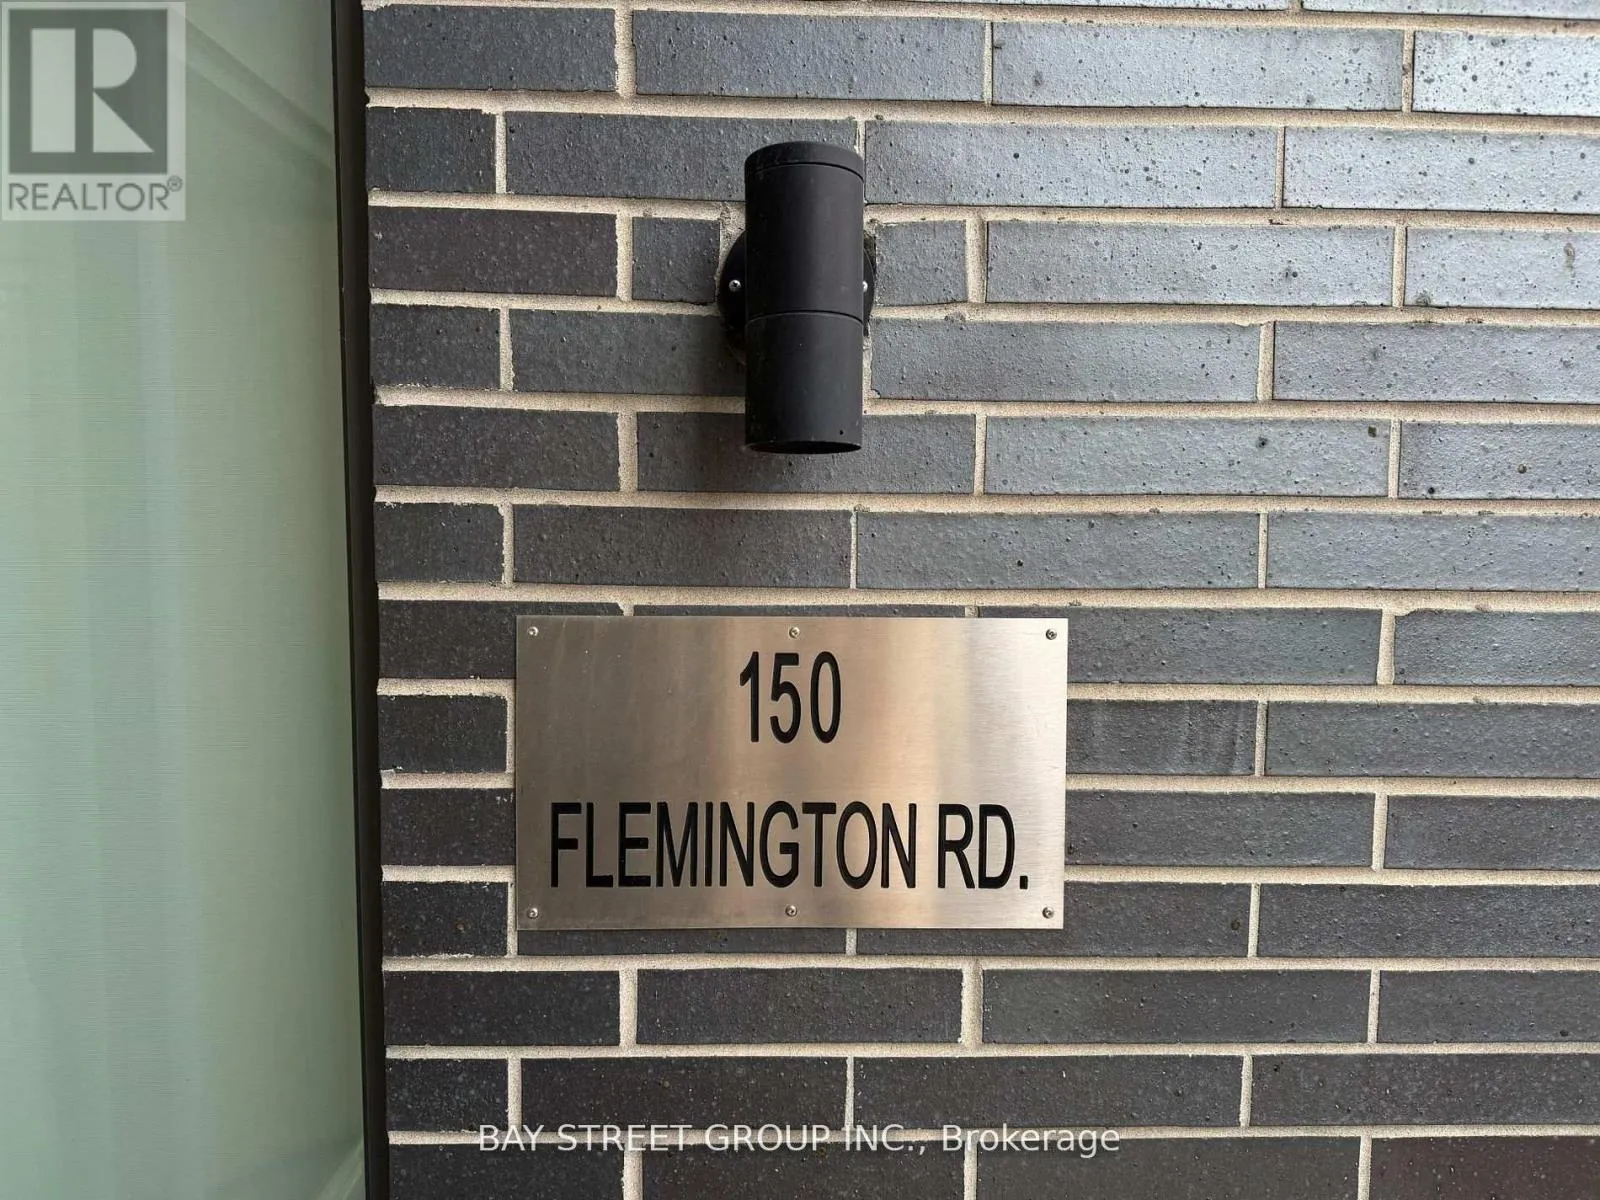 R
REALTOR®
150
FLEMINGTON RD.
BAY STREET GROUP INC., Brokerage